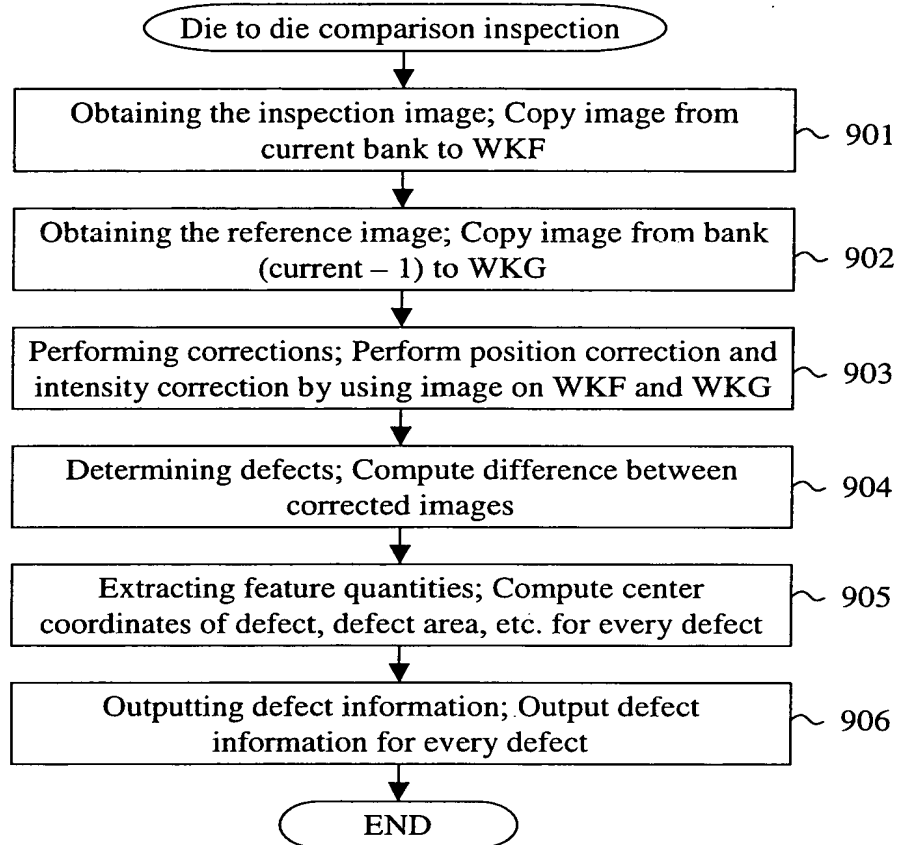 Die to die comparison inspection
Obtaining the inspection image; Copy image from
current bank to WKF
901
Obtaining the reference image; Copy image from bank
(current – 1) to WKG
902
Performing corrections; Perform position correction and
intensity correction by using image on WKF and WKG
903
Determining defects; Compute difference between
corrected images
904
Extracting feature quantities; Compute center
coordinates of defect, defect area, etc. for every defect
905
Outputting defect information; Output defect
information for every defect
906
END